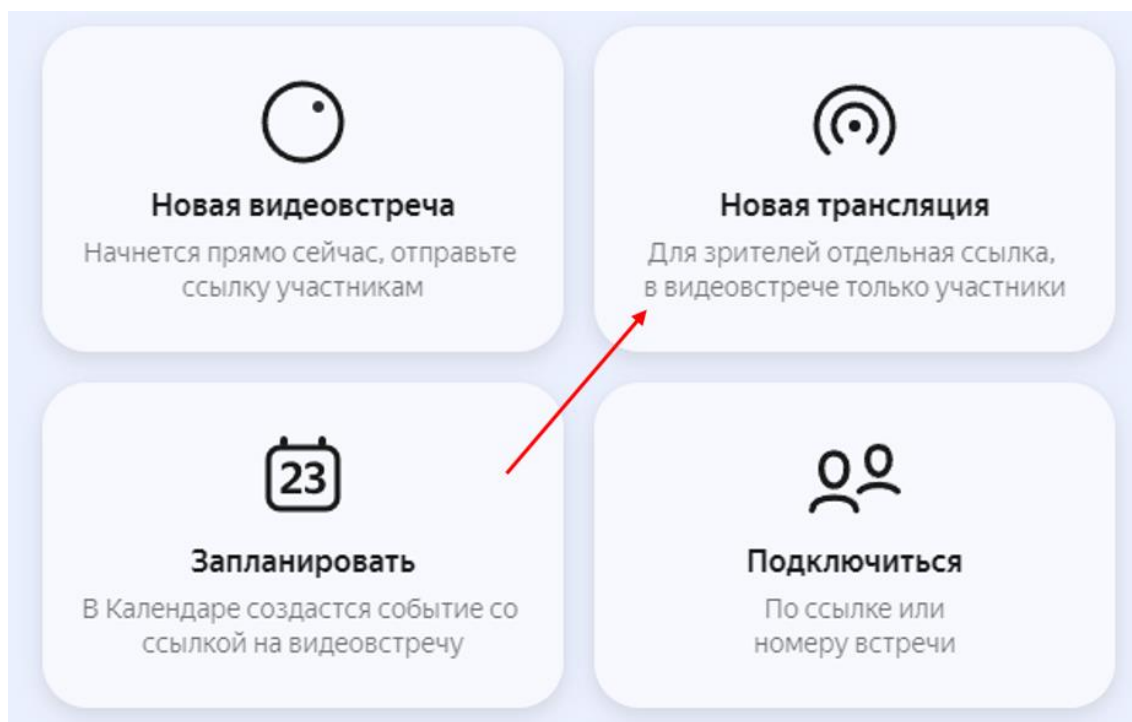 Новая видеовстреча
Начнется прямо сейчас, отправьте
ссылку участникам
Новая трансляция
Для зрителей отдельная ссылка,
в видеовстрече только участники
23
Запланировать
В Календаре создастся событие со
ссылкой на видеовстречу
Подключиться
По ссылке или
номеру встречи